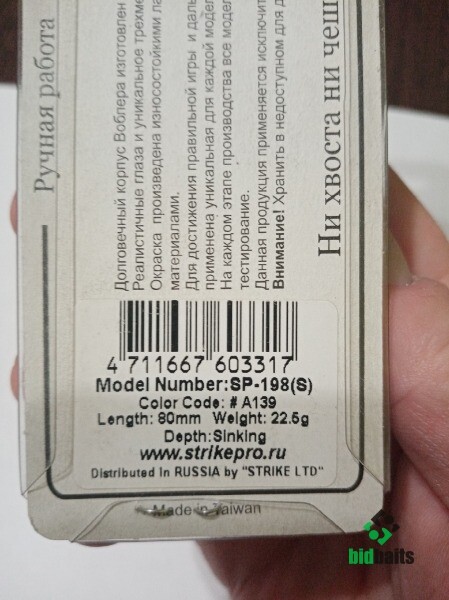 Ручная работа
Долговечный корпус Воблера изготовлен
Реалистичные глаза и уникальное трехме
Окраска произведена износостойкими ла
материалами.
Для достижения правильной игры и даль
применена уникальная для каждой модел
На каждом этапе производства все модел
тестирование.
Данная продукция применяется исключит
Внимание! Хранить в недоступном для д
Ни хвоста ни чеш
4 711667 603317
Model Number:SP-198(S)
Color Code: # A139
Length: 80mm Weight: 22.5g
Depth:Sinking
www.strikepro.ru
Distributed in RUSSIA by "STRIKE LTD"
Made in Taiwan
bidbaits